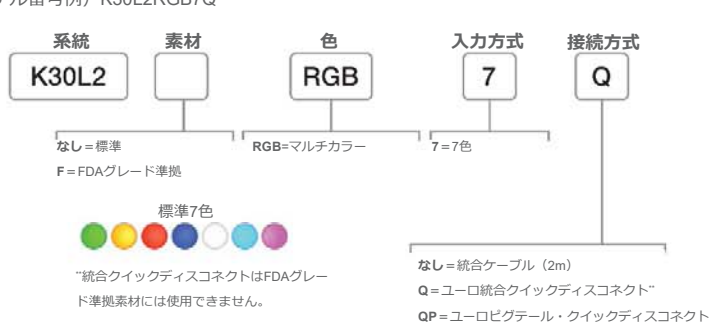 ル番号例）K30L2RGB7Q
系統 素材 色 入力方式 接続方式
K30L2 RGB 7 Q
なし＝標準 RGB=マルチカラー 7＝7色
F＝FDAグレード準拠
標準7色
¨統合クイックディスコネクトはFDAグレー
ド準拠素材には使用できません。
なし＝統合ケーブル（2m）
Q＝ユーロ統合クイックディスコネクト¨
QP＝ユーロピグテール・クイックディスコネクト